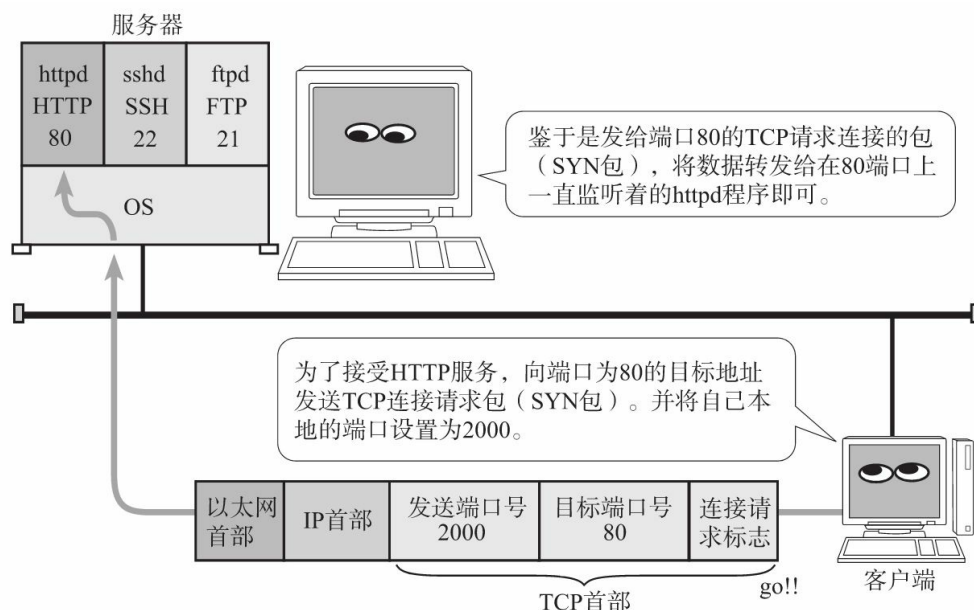 服务器
httpd
HTTP
80
sshd
SSH
22
ftpd
FTP
21
OS
鉴于是发给端口80的TCP请求连接的包
（SYN包），将数据转发给在80端口上
一直监听着的httpd程序即可。
为了接受HTTP服务，向端口为80的目标地址
发送TCP连接请求包（SYN包）。并将自己本
地的端口设置为2000。
以太网
首部
IP首部
发送端口号
2000
目标端口号
80
连接请
求标志
TCP首部
go!!
客户端